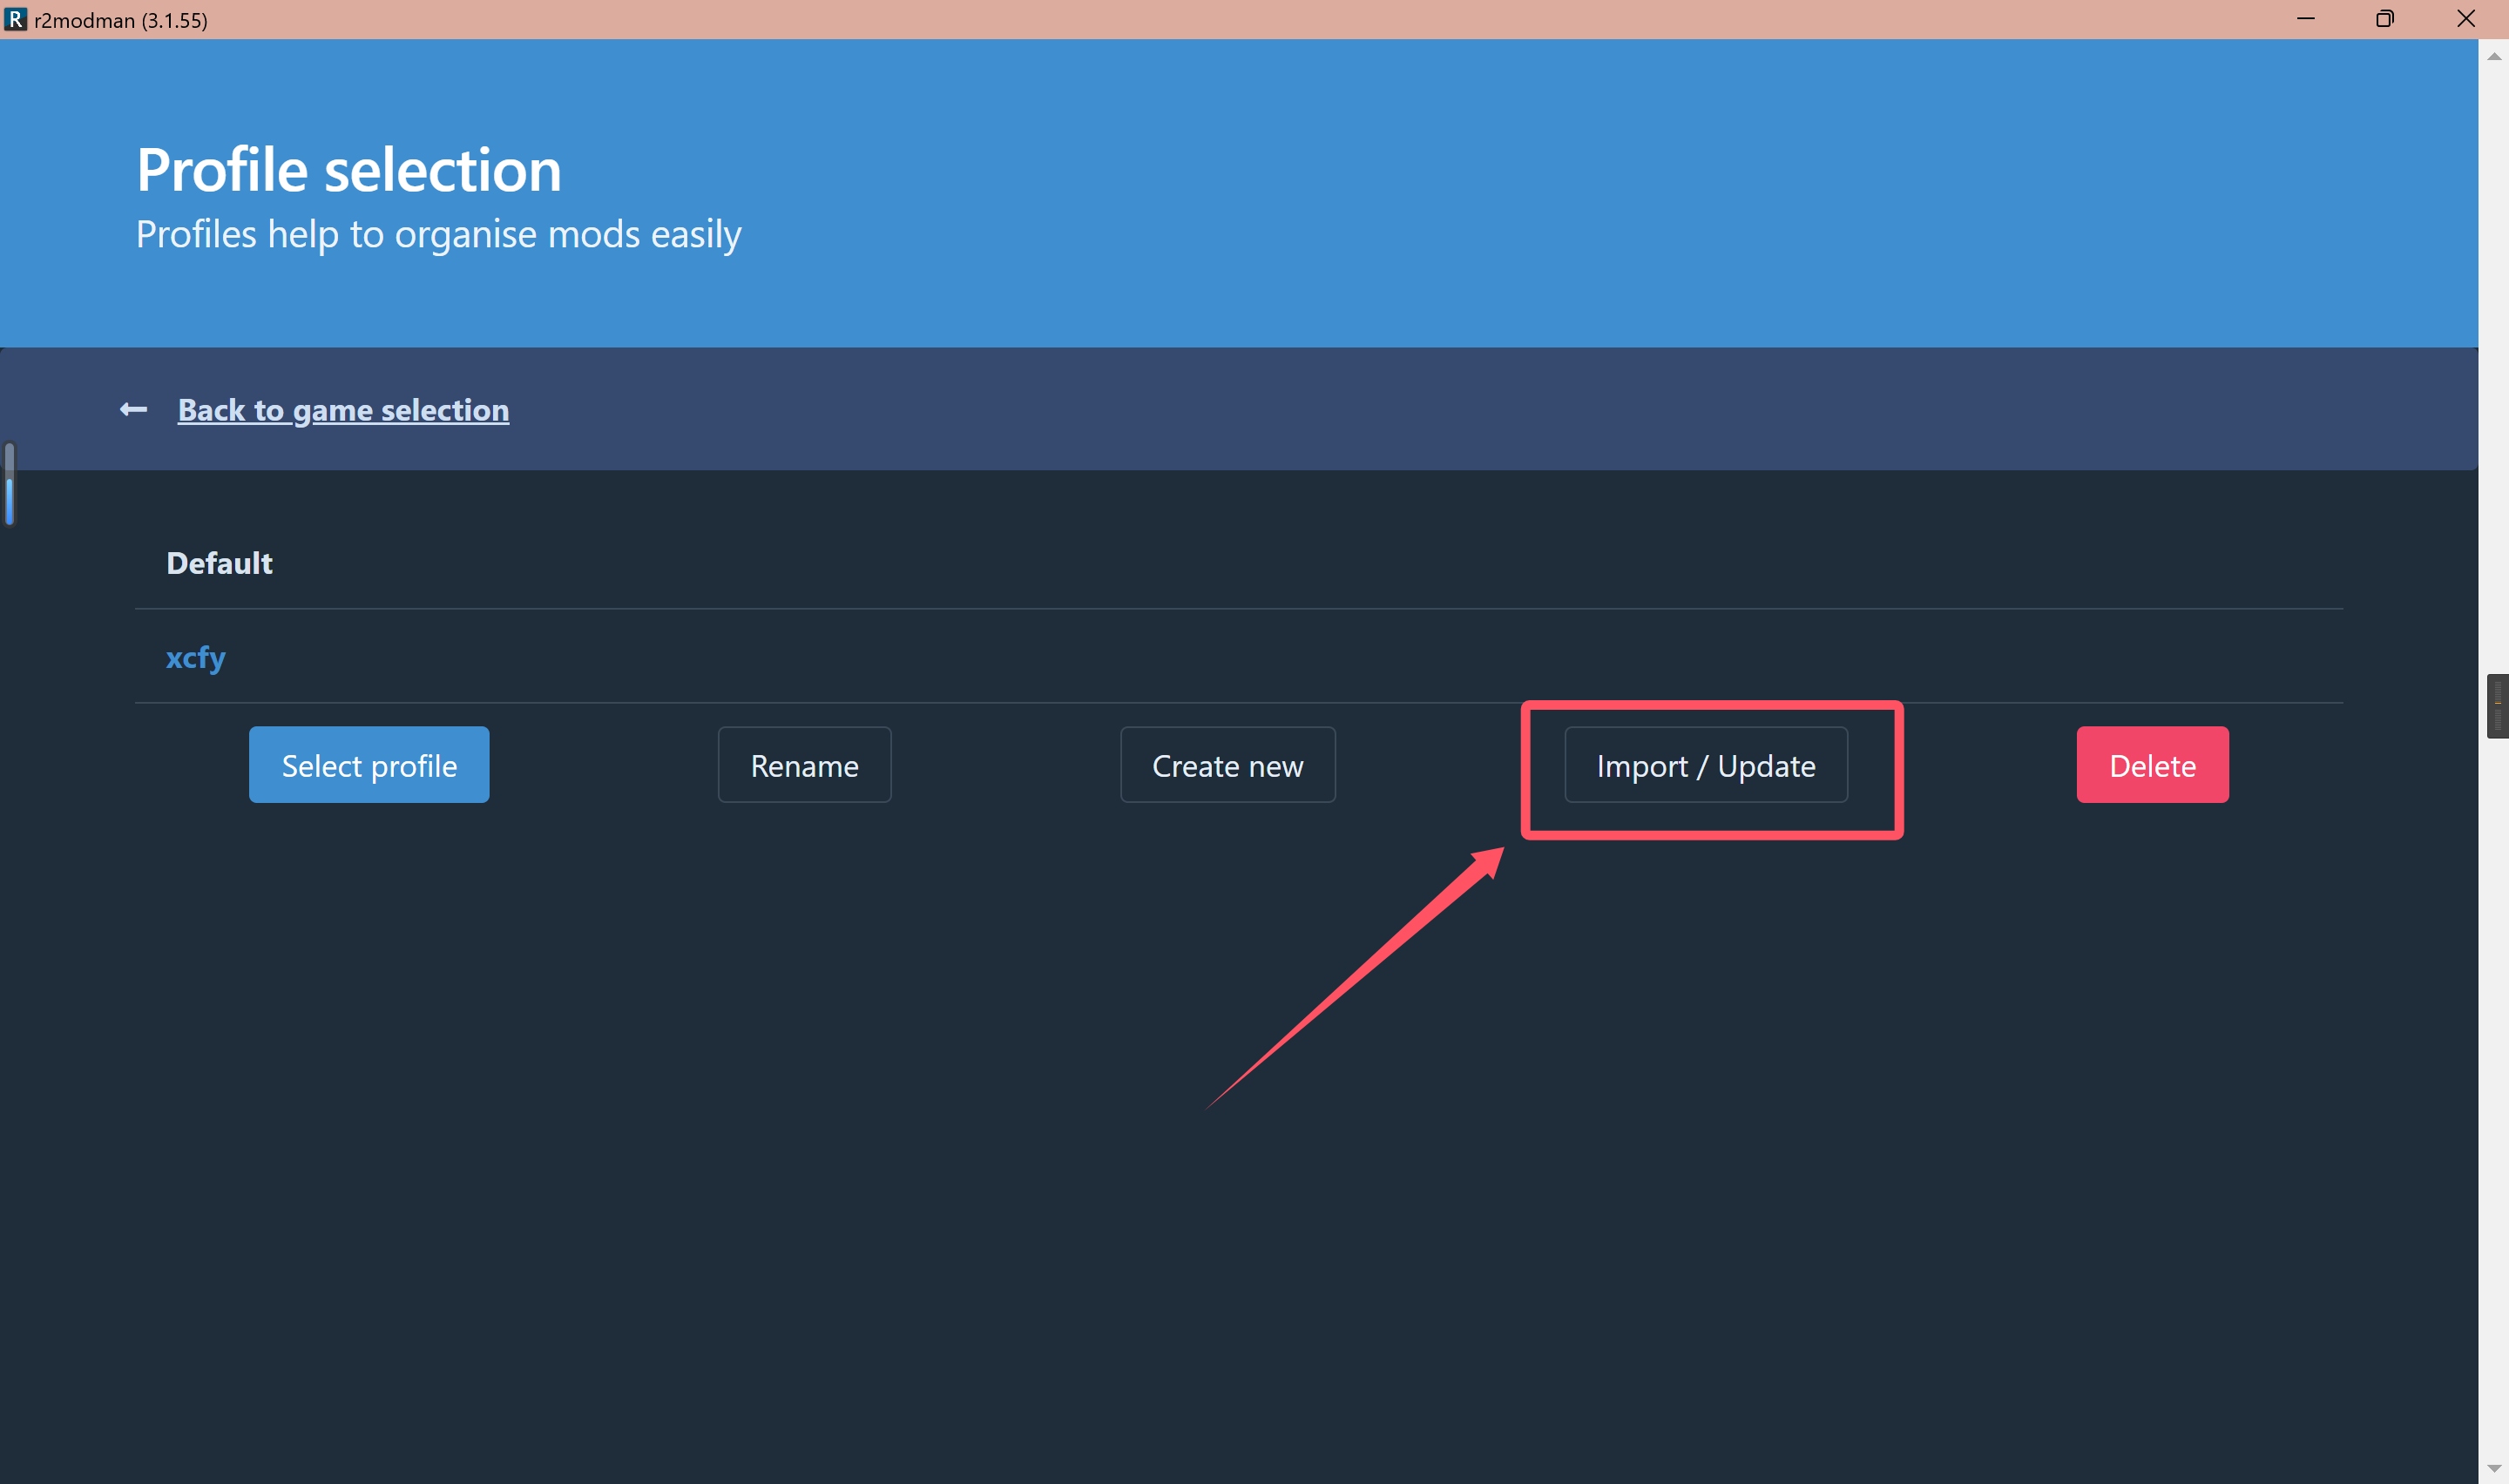 R r2modman (3.1.55)
Profile selection
Profiles help to organise mods easily
Back to game selection
Default
xcfy
Select profile
Rename
Create new
Import / Update
Delete